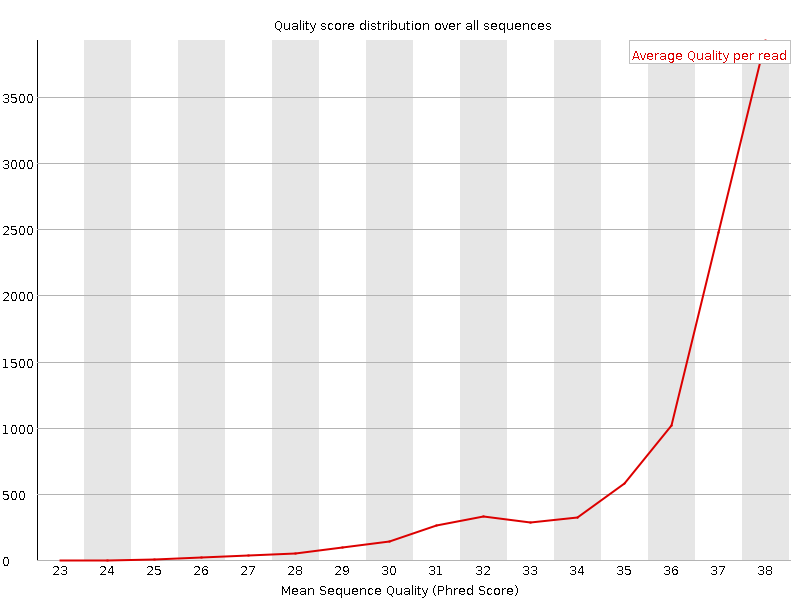 Quality score distribution over all sequences
Average Quality per read
3500
3000
2500
2000
1500
1000
500
0
23 24 25 26 27 28 29 30 31 32 33 34 35 36 37 38
Mean Sequence Quality (Phred Score)